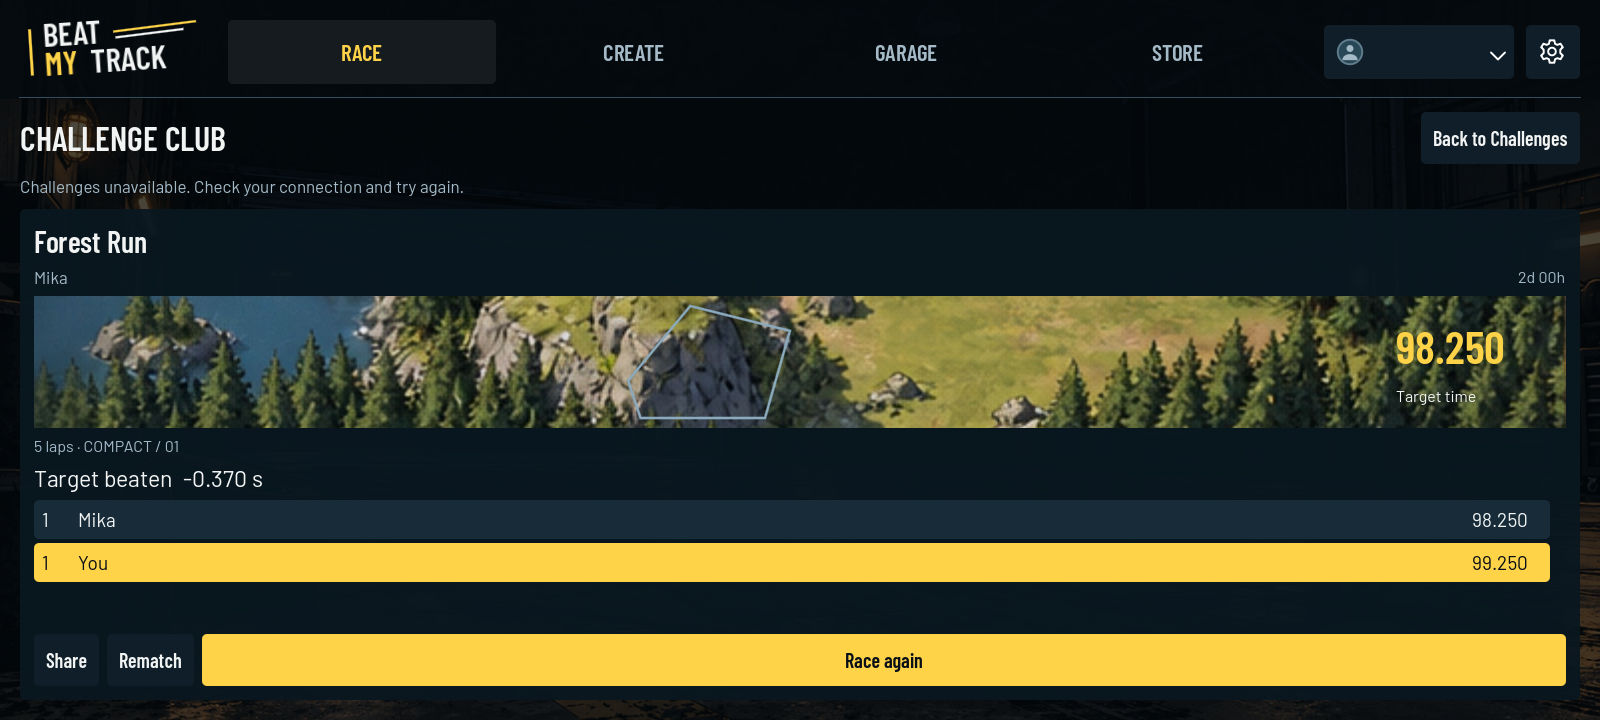 BEAT
MY TRACK
RACE
CREATE
GARAGE
STORE
CHALLENGE CLUB
Back to Challenges
Challenges unavailable. Check your connection and try again.
Forest Run
Mika
2d 00h
98.250
Target time
5 laps · COMPACT / 01
Target beaten -0.370 s
1 Mika 98.250
1 You 99.250
Share
Rematch
Race again